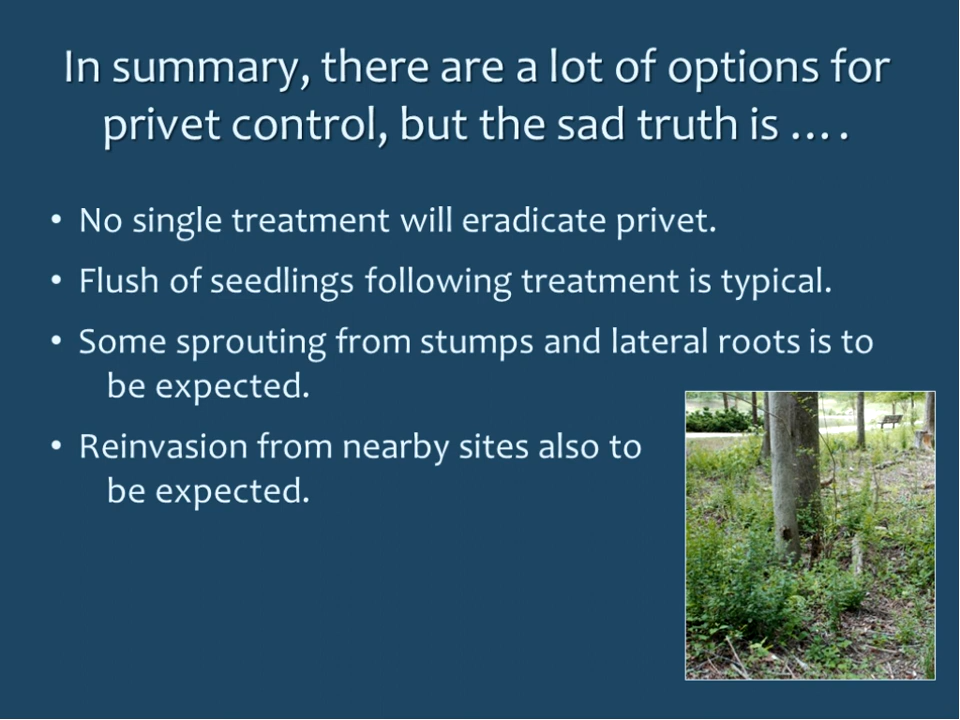 In summary, there are a lot of options for
privet control, but the sad truth is ….
• No single treatment will eradicate privet.
• Flush of seedlings following treatment is typical.
• Some sprouting from stumps and lateral roots is to
be expected.
• Reinvasion from nearby sites also to
be expected.